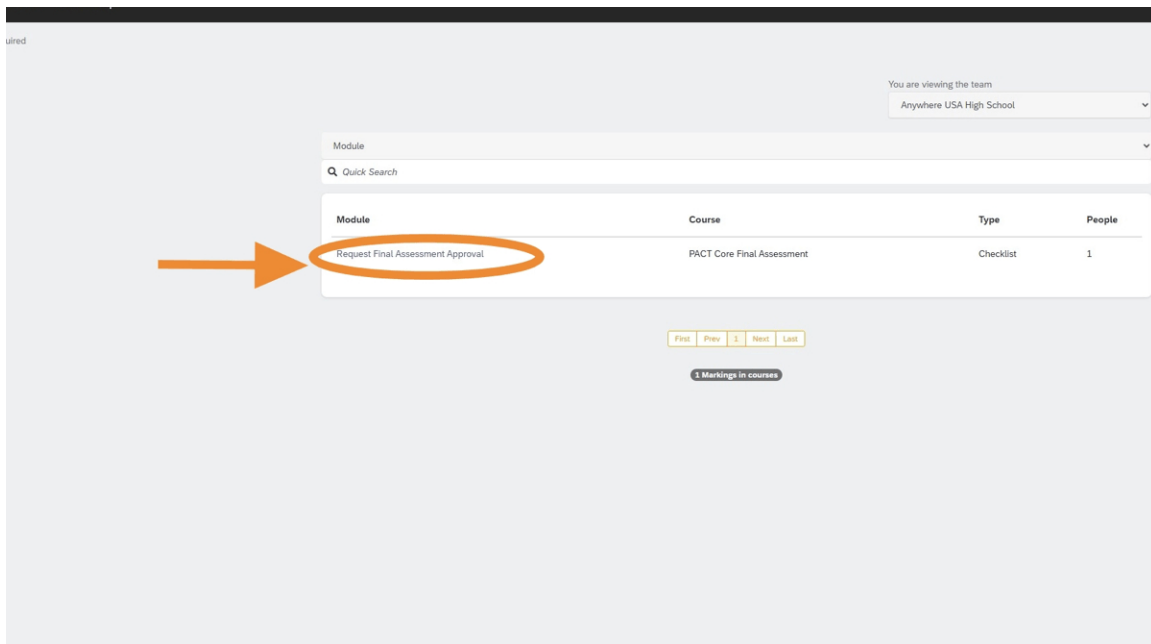 uired
You are viewing the team
Anywhere USA High School
Module
Quick Search
Module Course Type People
Request Final Assessment Approval PACT Core Final Assessment Checklist 1
First Prev 1 Next Last
1 Markings in courses